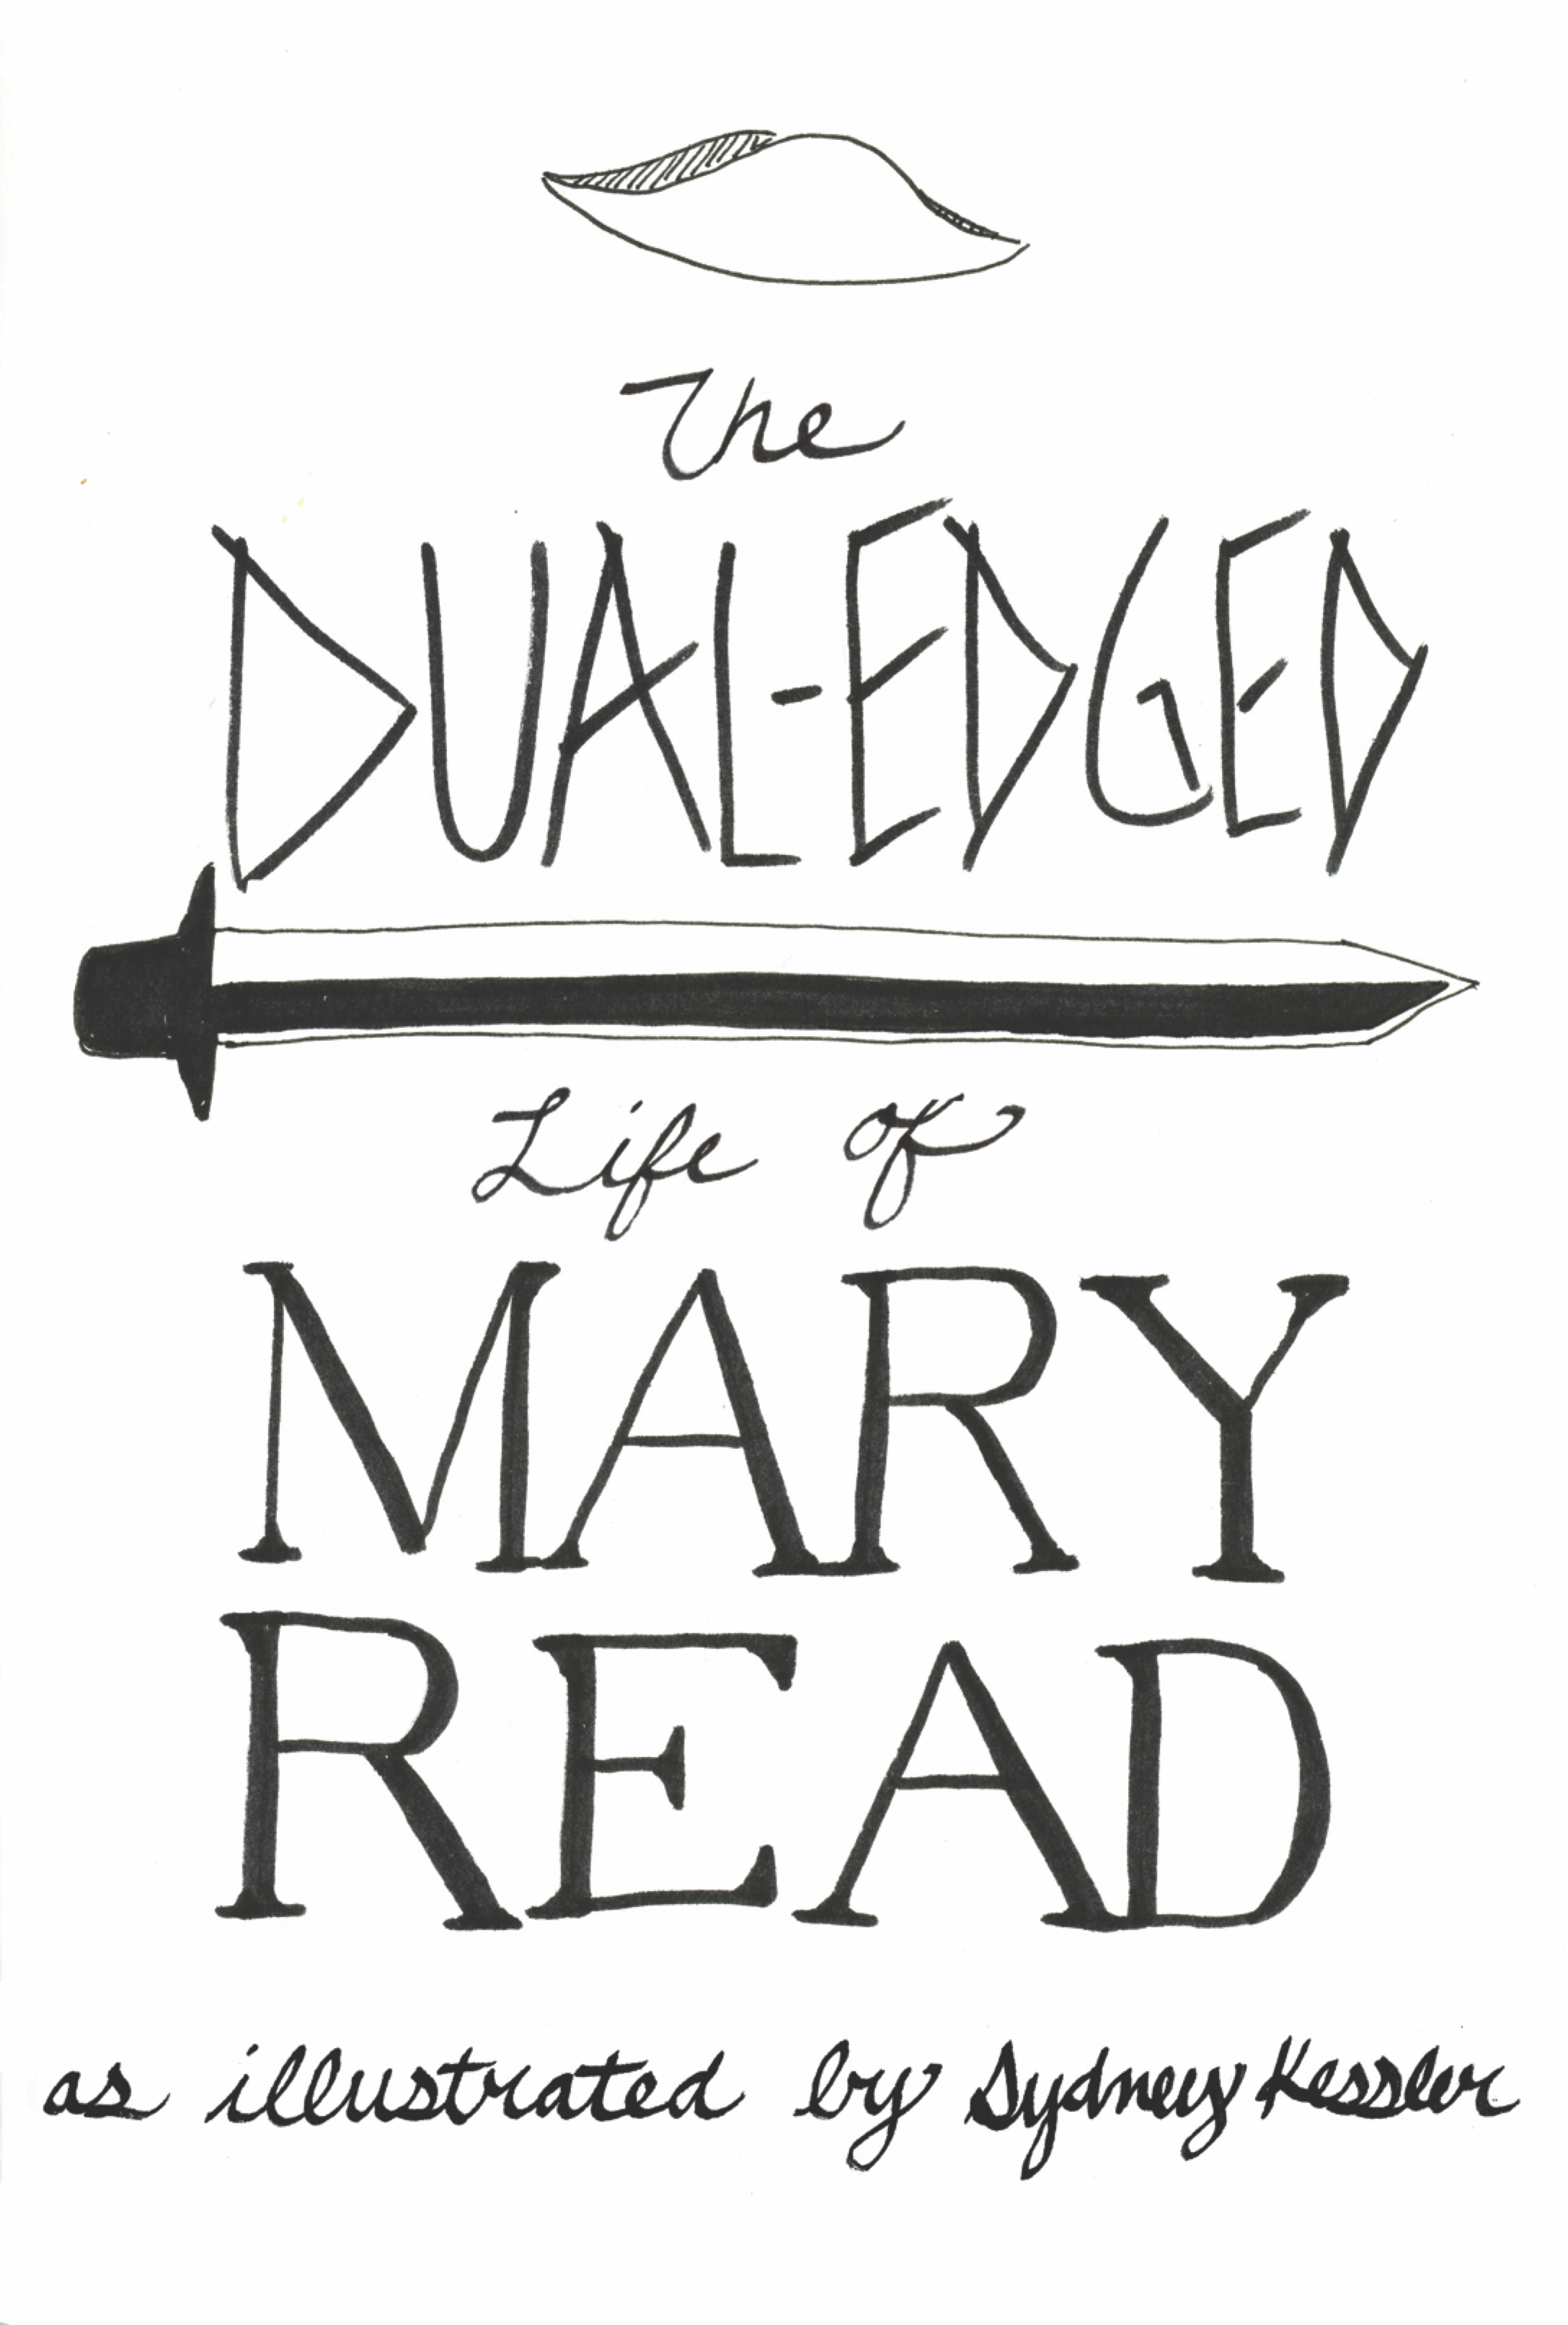 The
DUAL-EDGED
Life of
MARY
READ
as illustrated by Sydney Kessler